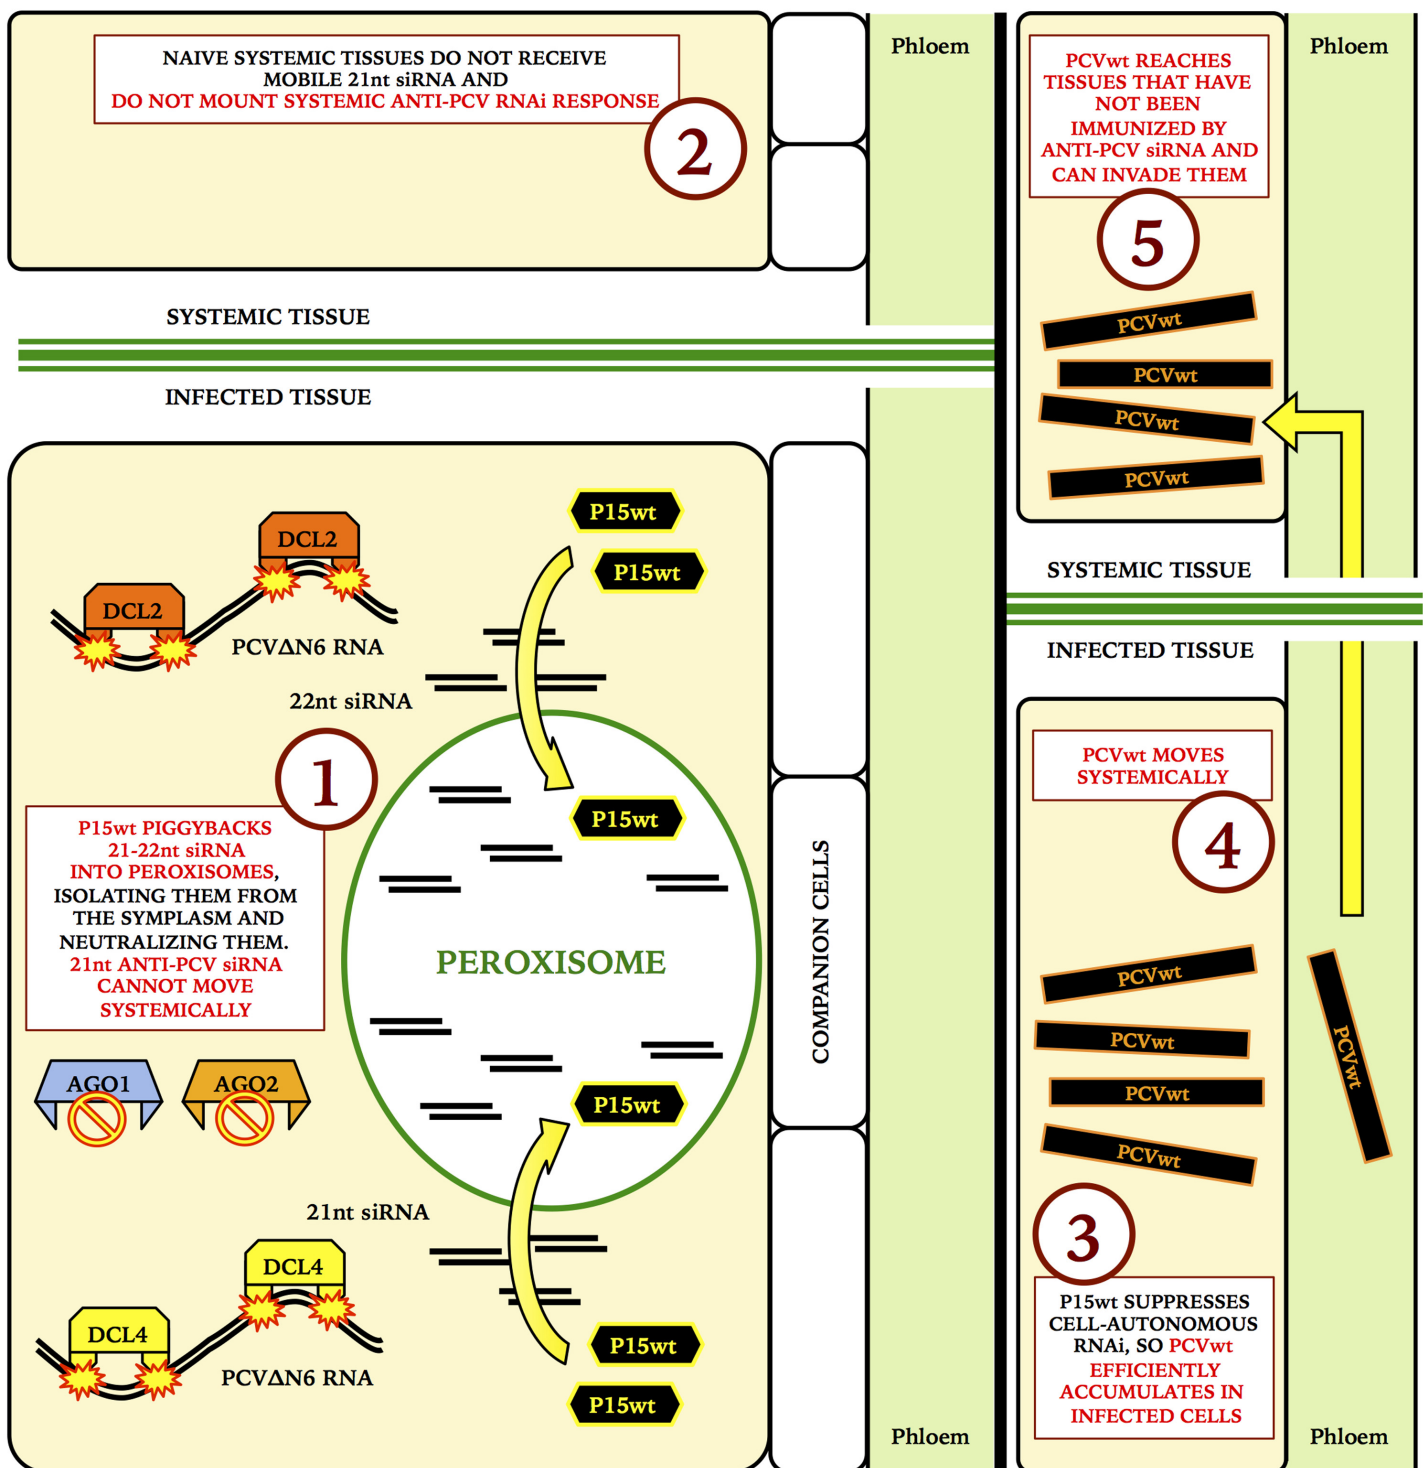 NAIVE SYSTEMIC TISSUES DO NOT RECEIVE
MOBILE 21nt siRNA AND
DO NOT MOUNT SYSTEMIC ANTI-PCV RNAi RESPONSE
2
Phloem
SYSTEMIC TISSUE
INFECTED TISSUE
DCL2
DCL2
PCVΔN6 RNA
22nt siRNA
P15wt
P15wt
1
P15wt PIGGYBACKS
21-22nt siRNA
INTO PEROXISOMES,
ISOLATING THEM FROM
THE SYMPLASM AND
NEUTRALIZING THEM.
21nt ANTI-PCV siRNA
CANNOT MOVE
SYSTEMICALLY
P15wt
PEROXISOME
P15wt
AGO1
AGO2
21nt siRNA
DCL4
DCL4
PCVΔN6 RNA
P15wt
P15wt
COMPANION CELLS
Phloem
PCVwt REACHES
TISSUES THAT HAVE
NOT BEEN
IMMUNIZED BY
ANTI-PCV siRNA AND
CAN INVADE THEM
5
Phloem
PCVwt
PCVwt
PCVwt
PCVwt
SYSTEMIC TISSUE
INFECTED TISSUE
PCVwt MOVES
SYSTEMICALLY
4
PCVwt
PCVwt
PCVwt
PCVwt
PCVwt
3
P15wt SUPPRESSES
CELL-AUTONOMOUS
RNAi, SO PCVwt
EFFICIENTLY
ACCUMULATES IN
INFECTED CELLS
Phloem